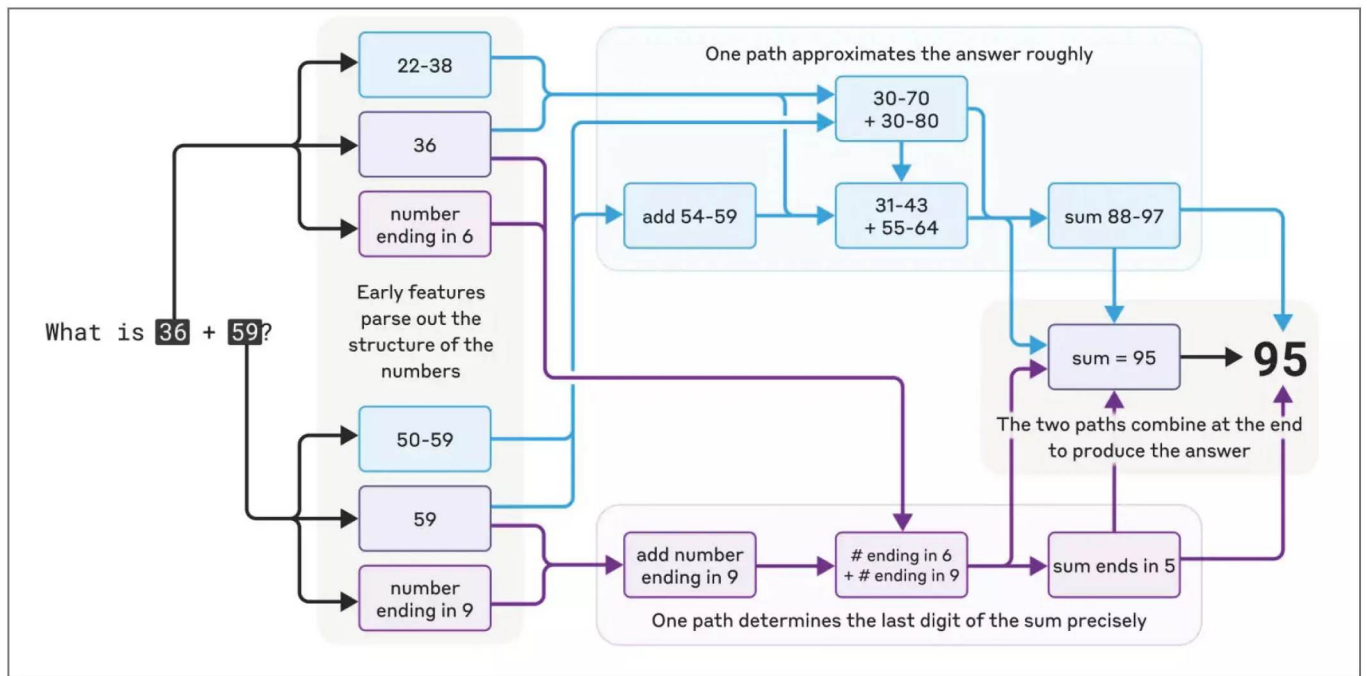 What is 36 + 59?
22-38
36
number
ending in 6
Early features
parse out the
structure of the
numbers
50-59
59
number
ending in 9
One path approximates the answer roughly
30-70
+ 30-80
add 54-59
31-43
+ 55-64
sum 88-97
sum = 95
95
The two paths combine at the end
to produce the answer
add number
ending in 9
# ending in 6
+ # ending in 9
sum ends in 5
One path determines the last digit of the sum precisely